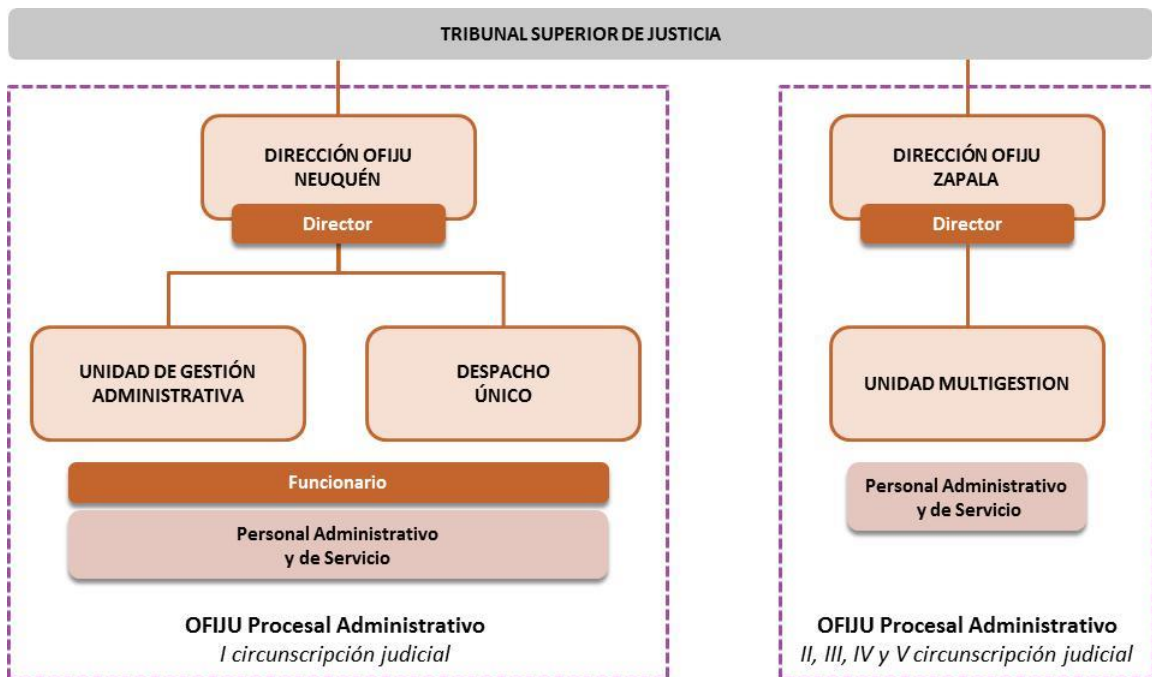 TRIBUNAL SUPERIOR DE JUSTICIA
DIRECCIÓN OFIJU
NEUQUÉN
Director
UNIDAD DE GESTIÓN
ADMINISTRATIVA
DESPACHO
ÚNICO
Funcionario
Personal Administrativo
y de Servicio
OFIJU Procesal Administrativo
I circunscripción judicial
DIRECCIÓN OFIJU
ZAPALA
Director
UNIDAD MULTIGESTION
Personal Administrativo
y de Servicio
OFIJU Procesal Administrativo
II, III, IV y V circunscripción judicial